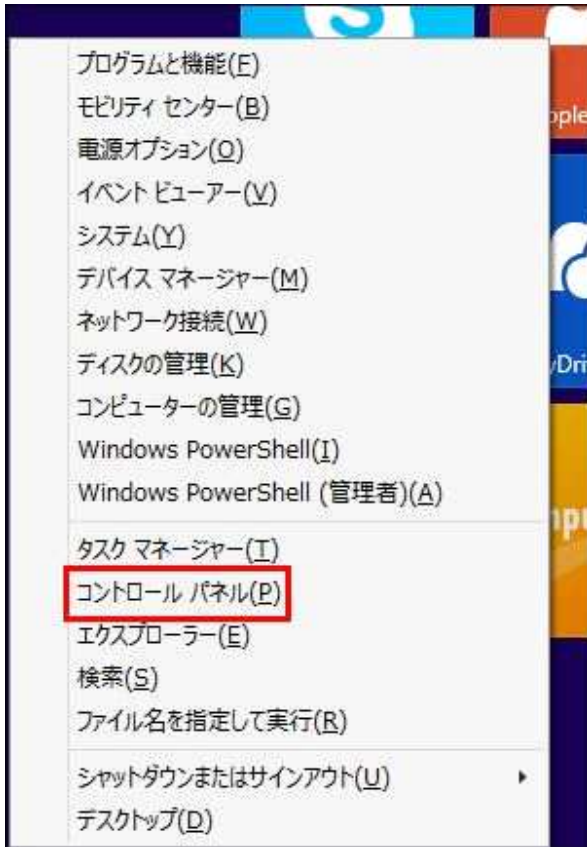 プログラムと機能(F)
モビリティ センター(B)
電源オプション(O)
イベント ビューアー(V)
システム(Y)
デバイス マネージャー(M)
ネットワーク接続(W)
ディスクの管理(K)
コンピューターの管理(G)
Windows PowerShell(I)
Windows PowerShell (管理者)(A)
タスク マネージャー(T)
コントロール パネル(P)
エクスプローラー(E)
検索(S)
ファイル名を指定して実行(R)
シャットダウンまたはサインアウト(U)
デスクトップ(D)